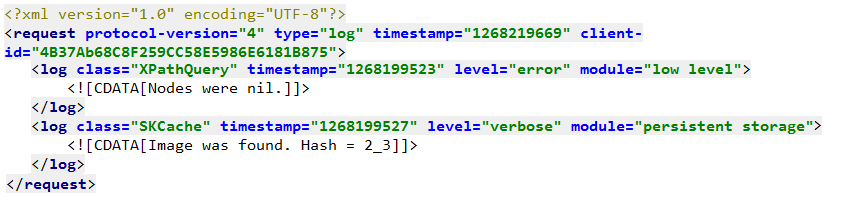 <?xml version="1.0" encoding="UTF-8"?>
<request protocol-version="4" type="log" timestamp="1268219669" client-
id="4B37Ab68C8F259CC58E5986E6181B875">
<log class="XPathQuery" timestamp="1268199523" level="error" module="low level">
<![CDATA[Nodes were nil.]]>
</log>
<log class="SKCache" timestamp="1268199527" level="verbose" module="persistent storage">
<![CDATA[Image was found. Hash = 2_3]]>
</log>
</request>